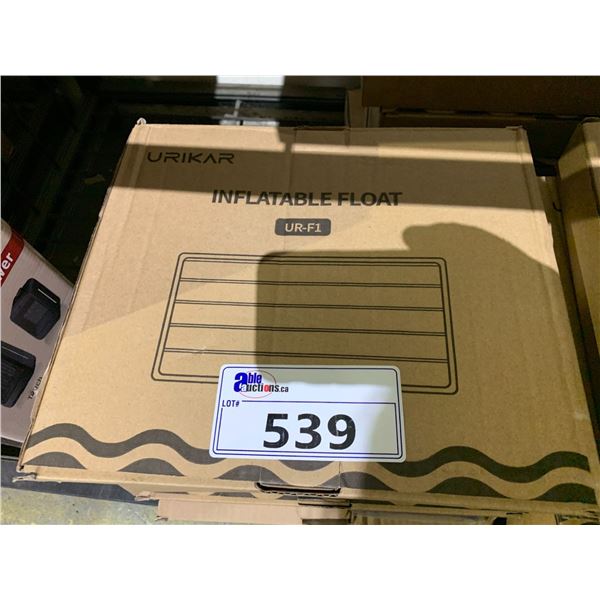 URIKAR
INFLATABLE FLOAT
UR-F1
able
auctions.ca
LOT#
539